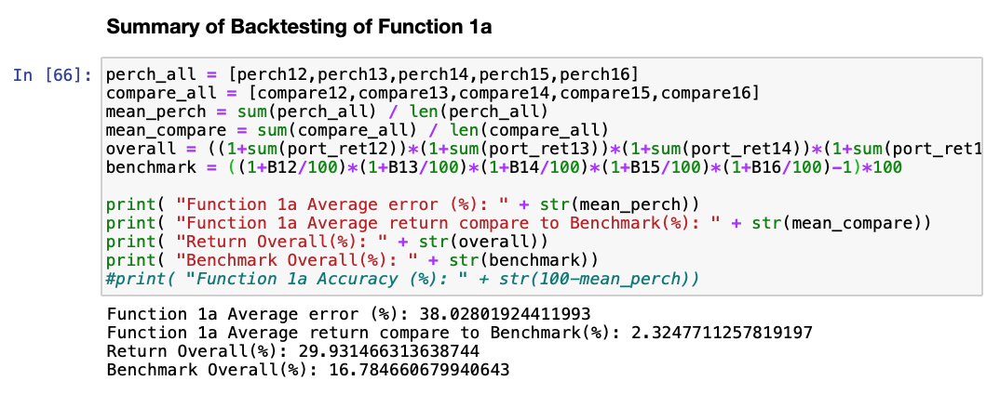 Summary of Backtesting of Function 1a
In [66]: perch_all = [perch12,perch13,perch14,perch15,perch16]
compare_all = [compare12,compare13,compare14,compare15,compare16]
mean_perch = sum(perch_all) / len(perch_all)
mean_compare = sum(compare_all) / len(compare_all)
overall = ((1+sum(port_ret12))*(1+sum(port_ret13))*(1+sum(port_ret14))*(1+sum(port_ret1
benchmark = ((1+B12/100)*(1+B13/100)*(1+B14/100)*(1+B15/100)*(1+B16/100)-1)*100
print( "Function 1a Average error (%): " + str(mean_perch))
print( "Function 1a Average return compare to Benchmark(%): " + str(mean_compare))
print( "Return Overall(%): " + str(overall))
print( "Benchmark Overall(%): " + str(benchmark))
#print( "Function 1a Accuracy (%): " + str(100-mean_perch))
Function 1a Average error (%): 38.02801924411993
Function 1a Average return compare to Benchmark(%): 2.3247711257819197
Return Overall(%): 29.931466313638744
Benchmark Overall(%): 16.784660679940643